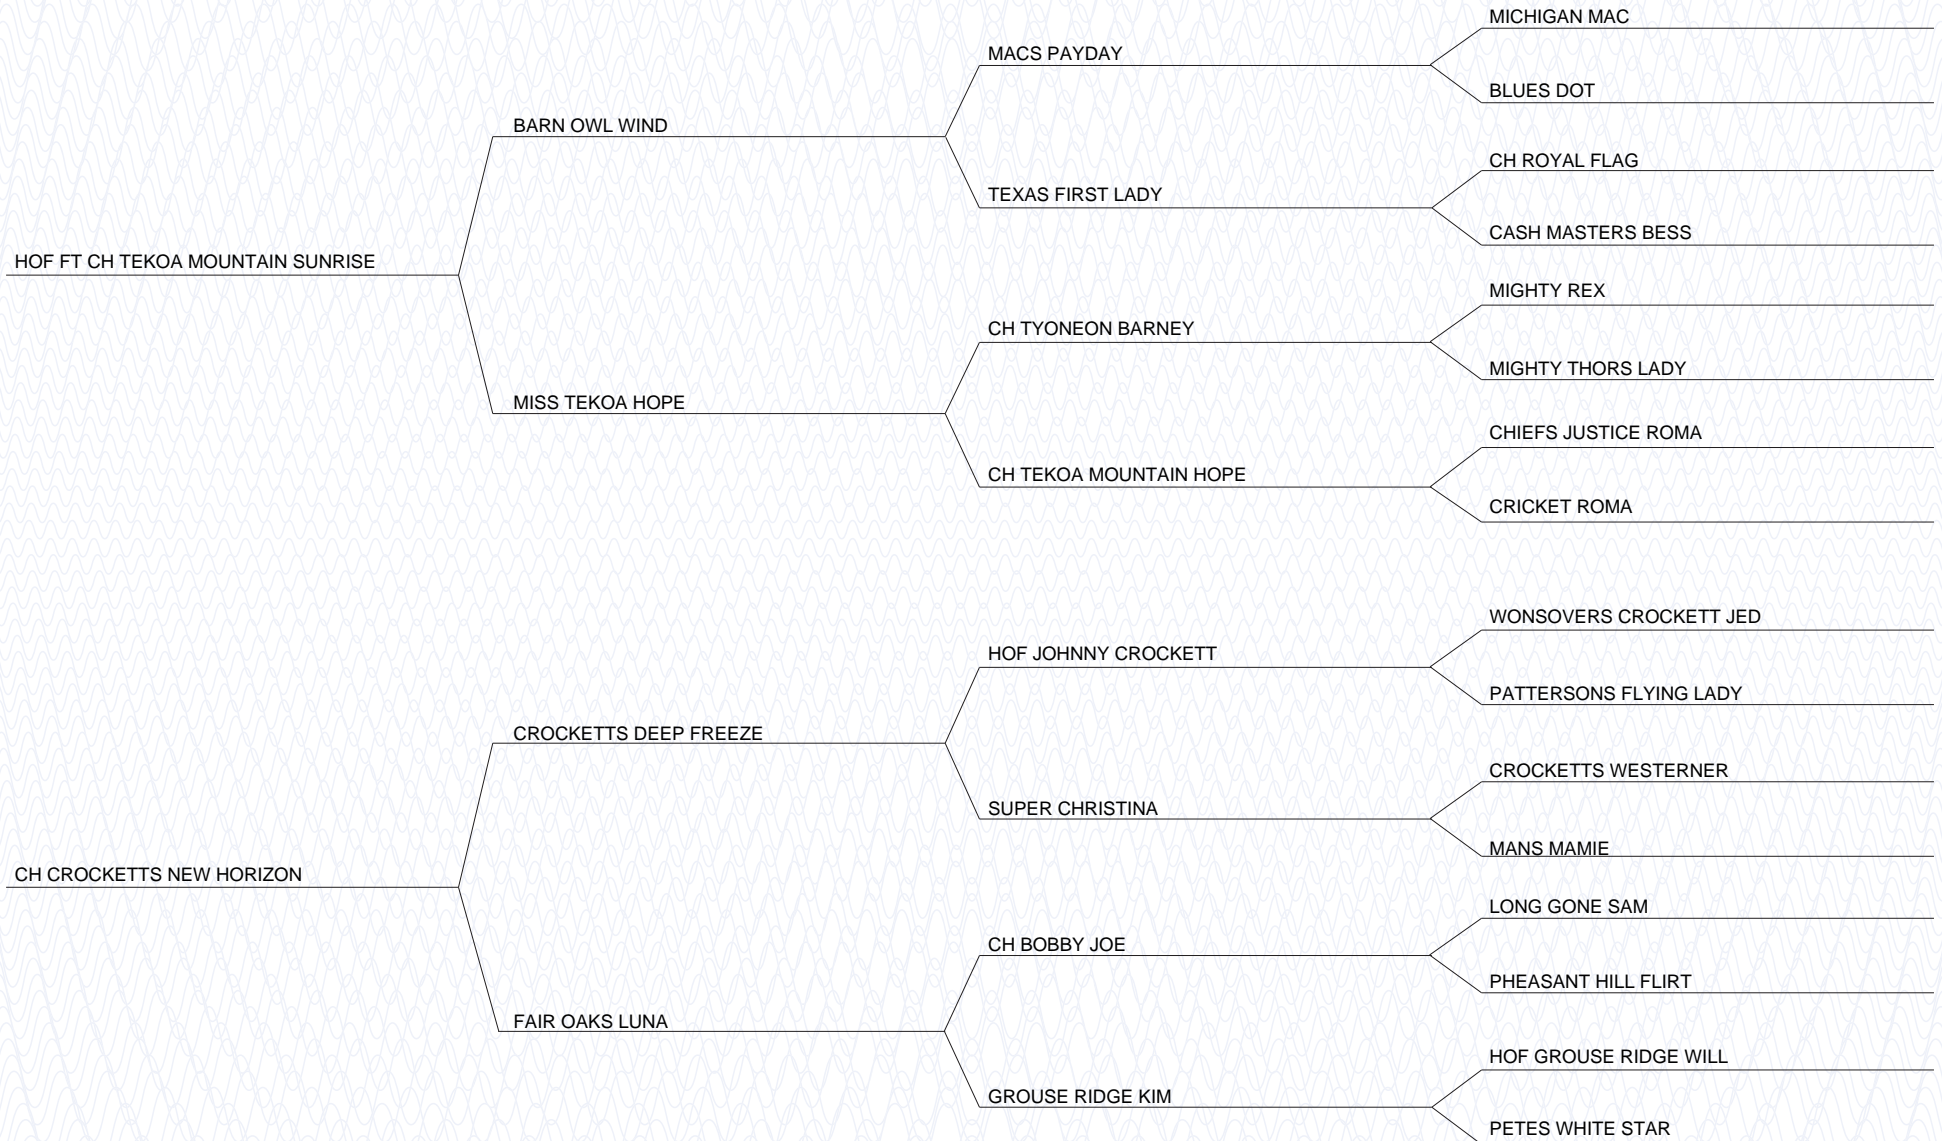 MICHIGAN MAC
MACS PAYDAY
BLUES DOT
BARN OWL WIND
CH ROYAL FLAG
TEXAS FIRST LADY
CASH MASTERS BESS
HOF FT CH TEKOA MOUNTAIN SUNRISE
MIGHTY REX
CH TYONEON BARNEY
MIGHTY THORS LADY
MISS TEKOA HOPE
CHIEFS JUSTICE ROMA
CH TEKOA MOUNTAIN HOPE
CRICKET ROMA
WONSOVERS CROCKETT JED
HOF JOHNNY CROCKETT
PATTERSONS FLYING LADY
CROCKETTS DEEP FREEZE
CROCKETTS WESTERNER
SUPER CHRISTINA
MANS MAMIE
CH CROCKETTS NEW HORIZON
LONG GONE SAM
CH BOBBY JOE
PHEASANT HILL FLIRT
FAIR OAKS LUNA
HOF GROUSE RIDGE WILL
GROUSE RIDGE KIM
PETES WHITE STAR